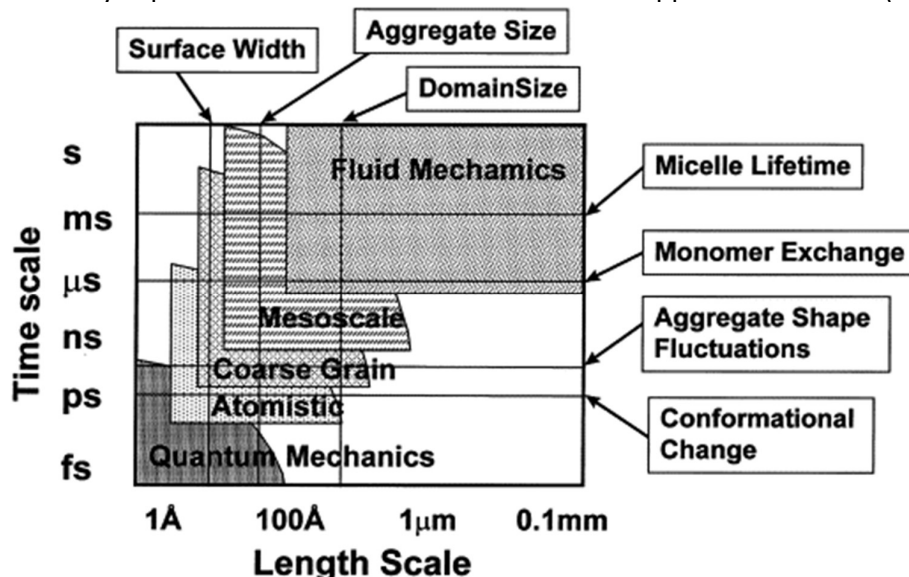 Surface Width
Aggregate Size
DomainSize
s
ms
μs
ns
ps
fs
Time scale
Fluid Mechamics
Mesoscale
Coarse Grain
Atomistic
Quantum Mechanics
Micelle Lifetime
Monomer Exchange
Aggregate Shape
Fluctuations
Conformational
Change
1Å
100Å
1μm
0.1mm
Length Scale